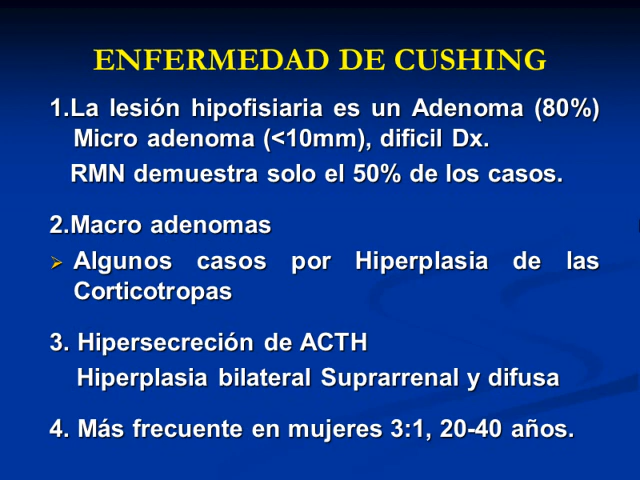 ENFERMEDAD DE CUSHING
1.La lesión hipofisiaria es un Adenoma (80%)
Micro adenoma (<10mm), dificil Dx.
RMN demuestra solo el 50% de los casos.
2.Macro adenomas
Algunos casos por Hiperplasia de las
Corticotropas
3. Hipersecreción de ACTH
Hiperplasia bilateral Suprarrenal y difusa
4. Más frecuente en mujeres 3:1, 20-40 años.